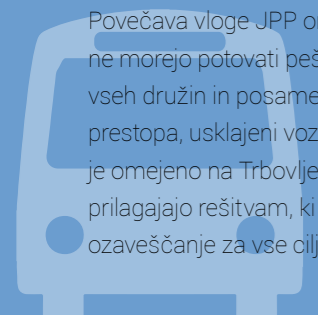 Povečava vloge JPP o
ne morejo potovati peš
vseh družin in posame
prestopa, usklajeni voz
je omejeno na Trbovlje
prilagajajo rešitvam, ki
ozaveščanje za vse cilj